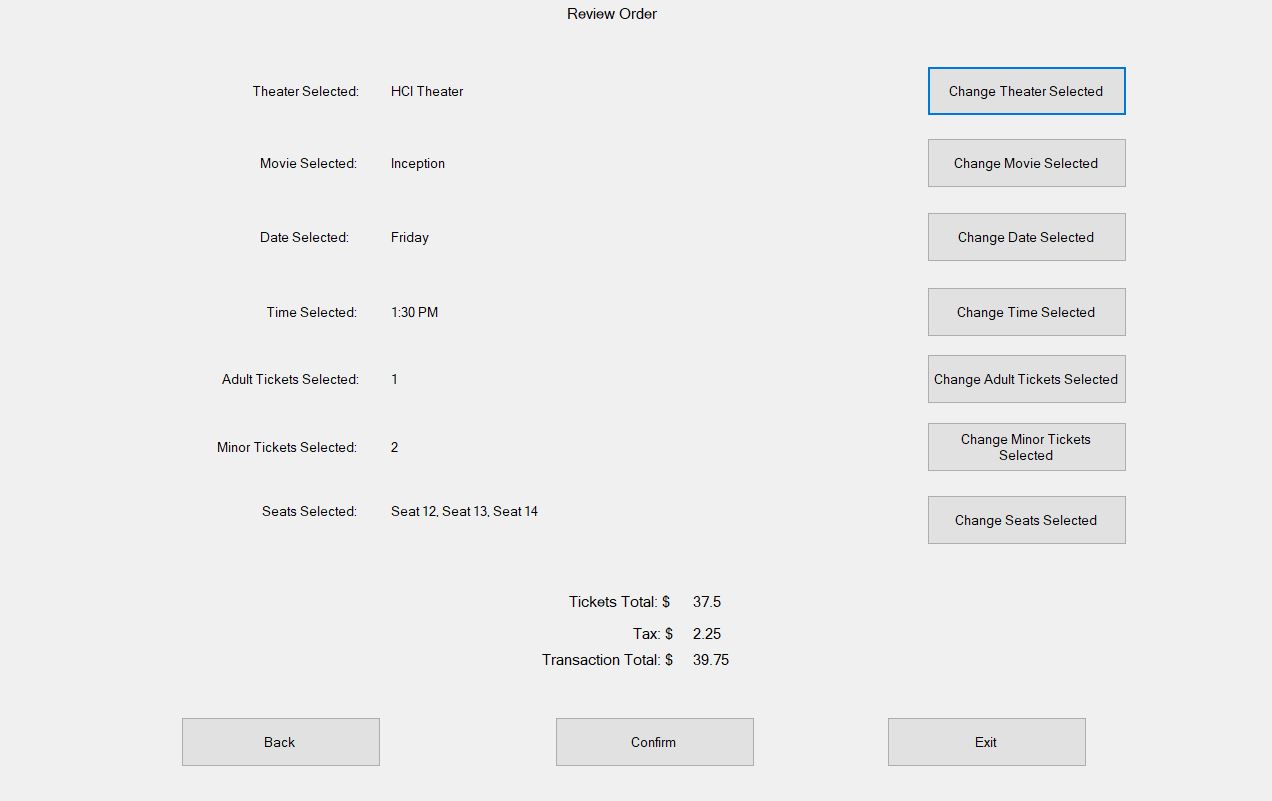 Review Order
Theater Selected: HCI Theater Change Theater Selected
Movie Selected: Inception Change Movie Selected
Date Selected: Friday Change Date Selected
Time Selected: 1:30 PM Change Time Selected
Adult Tickets Selected: 1 Change Adult Tickets Selected
Minor Tickets Selected: 2 Change Minor Tickets
Selected
Seats Selected: Seat 12, Seat 13, Seat 14 Change Seats Selected
Tickets Total: $ 37.5
Tax: $ 2.25
Transaction Total: $ 39.75
Back Confirm Exit